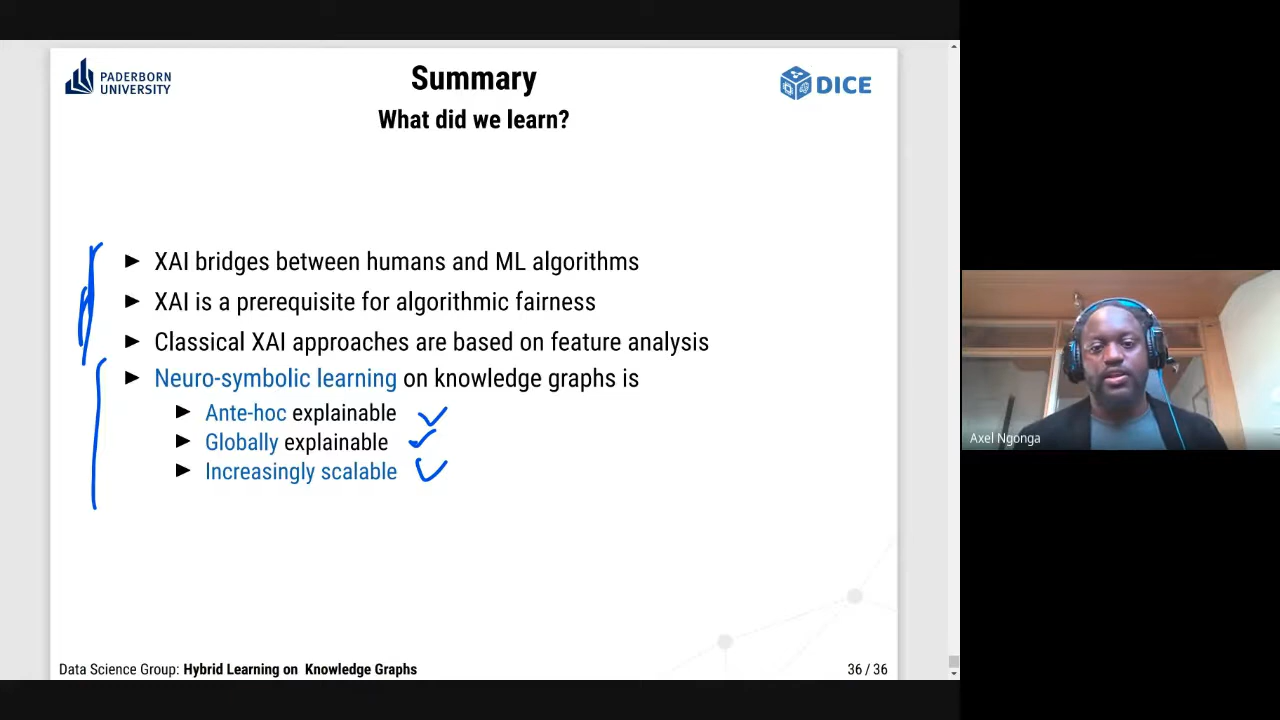 PADERBORN
UNIVERSITY
Summary
DICE
What did we learn?
XAI bridges between humans and ML algorithms
XAI is a prerequisite for algorithmic fairness
Classical XAI approaches are based on feature analysis
Neuro-symbolic learning on knowledge graphs is
Ante-hoc explainable
Globally explainable
Increasingly scalable
Axel Ngonga
Data Science Group: Hybrid Learning on Knowledge Graphs
36 / 36